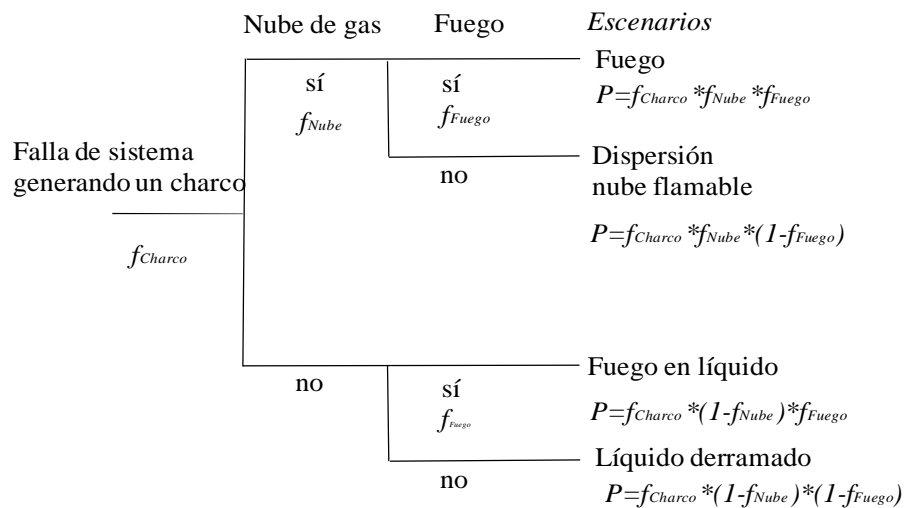 Nube de gas Fuego Escenarios
Fuego
sí sí
P=fCharco*fNube*fFuego
fNube fFuego
Falla de sistema
generando un charco
Dispersión
nube flamable
no
P=fCharco*fNube*(1-fFuego)
fCharco
Fuego en líquido
no sí
P=fCharco*(1-fNube)*fFuego
fFuego
Líquido derramado
no
P=fCharco*(1-fNube)*(1-fFuego)